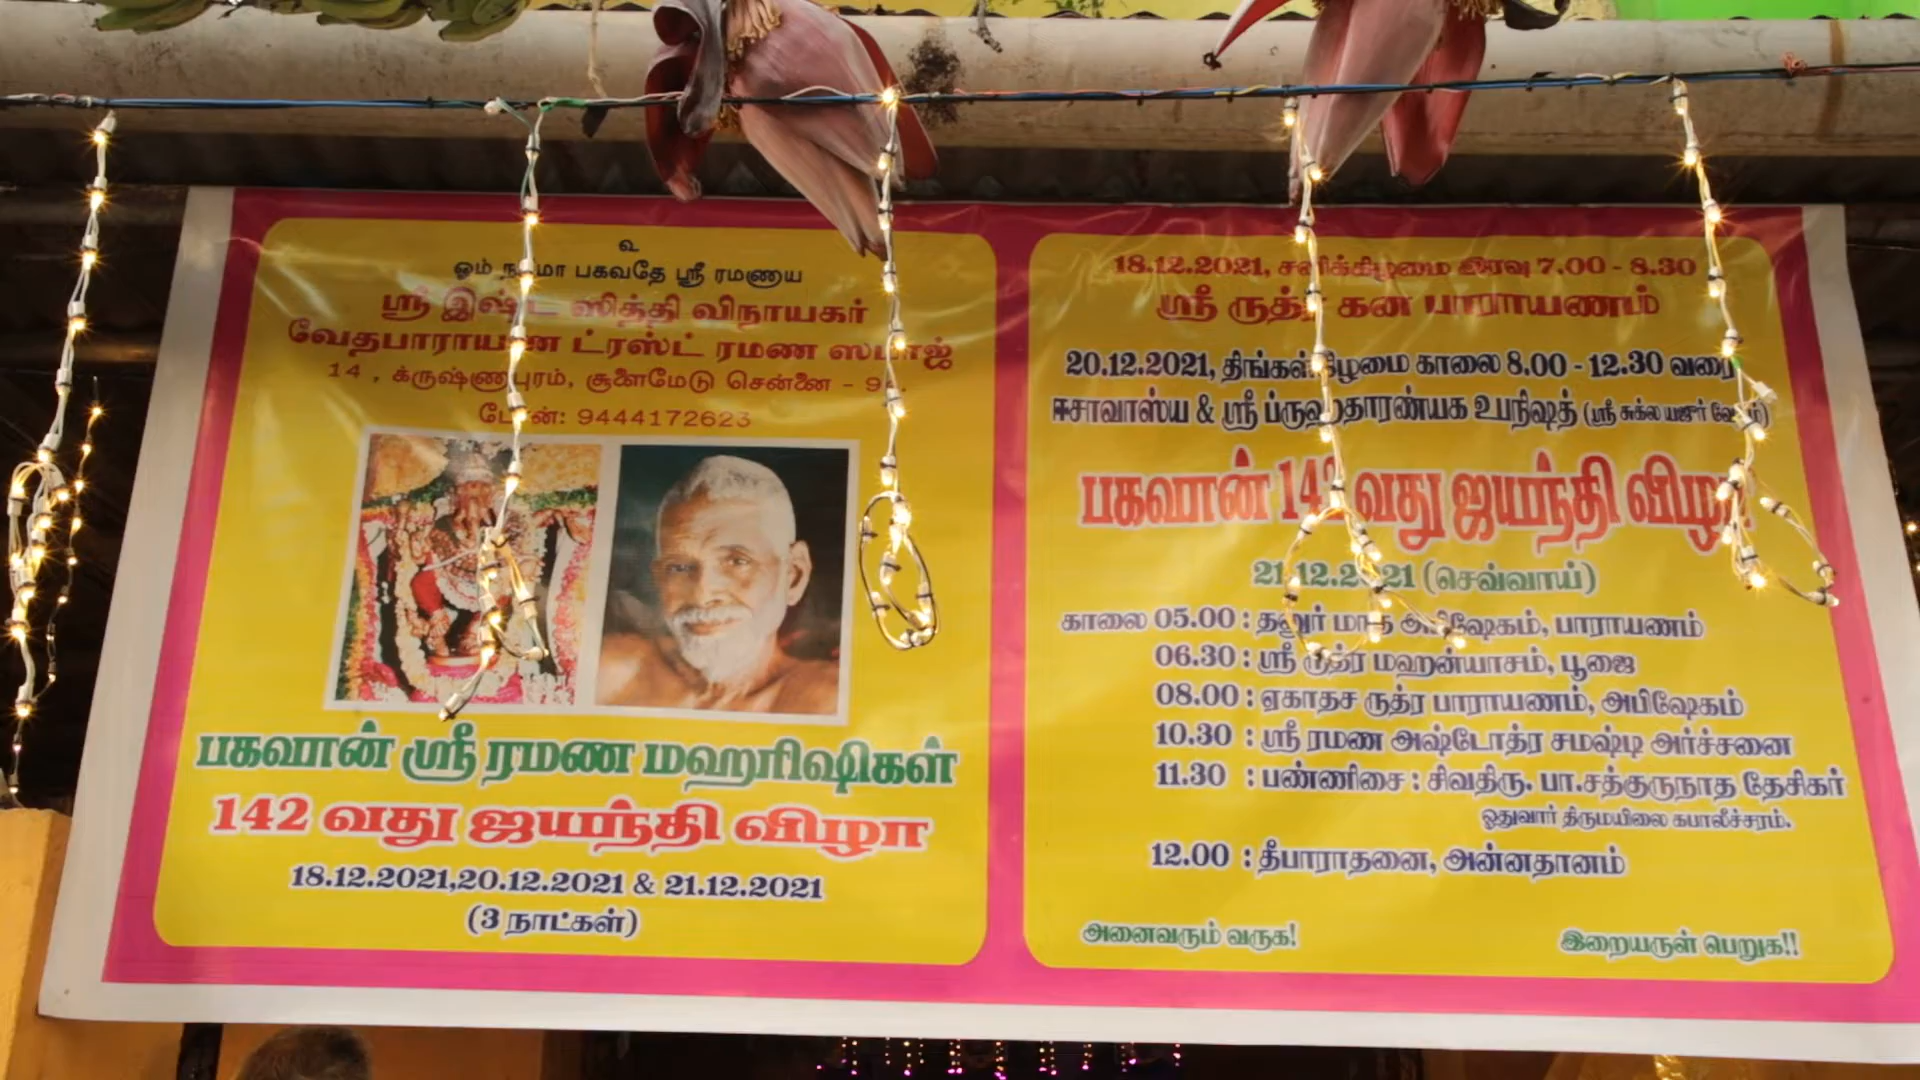 உ
ஓம் நமோ பகவதே ஸ்ரீ ரமணாய
ஸ்ரீ இஷ்ட ஸித்தி விநாயகர்
வேதபாராயண ட்ரஸ்ட் ரமண ஸமாஜ்
14 , க்ருஷ்ணபுரம், சூளைமேடு சென்னை -
போன்: 9444172623
பகவான் ஸ்ரீ ரமண மஹரிஷிகள்
142 வது ஜயந்தி விழா
18.12.2021,20.12.2021 & 21.12.2021
(3 நாட்கள்)
18.12.2021, சனிக்கிழமை இரவு 7.00 - 8.30
ஸ்ரீ ருத்ர கன பாராயணம்
20.12.2021, திங்கள்கிழமை காலை 8.00 - 12.30 வரை
ஈசாவாஸ்ய & ஸ்ரீ ப்ருஹதாரண்யக உபநிஷத் (ஸ்ரீ சுக்ல யஜுர் வேதம்)
பகவான் 142 வது ஜயந்தி விழா
21.12.2021 (செவ்வாய்)
காலை 05.00 : தனுர் மாத அபிஷேகம், பாராயணம்
06.30 : ஸ்ரீ ருத்ர மஹன்யாசம், பூஜை
08.00 : ஏகாதச ருத்ர பாராயணம், அபிஷேகம்
10.30 : ஸ்ரீ ரமண அஷ்டோத்ர சமஷ்டி அர்ச்சனை
11.30 : பண்ணிசை : சிவதிரு. பா.சத்குருநாத தேசிகர்
ஓதுவார் திருமயிலை கபாலீச்சரம்.
12.00 : தீபாராதனை, அன்னதானம்
அனைவரும் வருக!
இறையருள் பெறுக!!